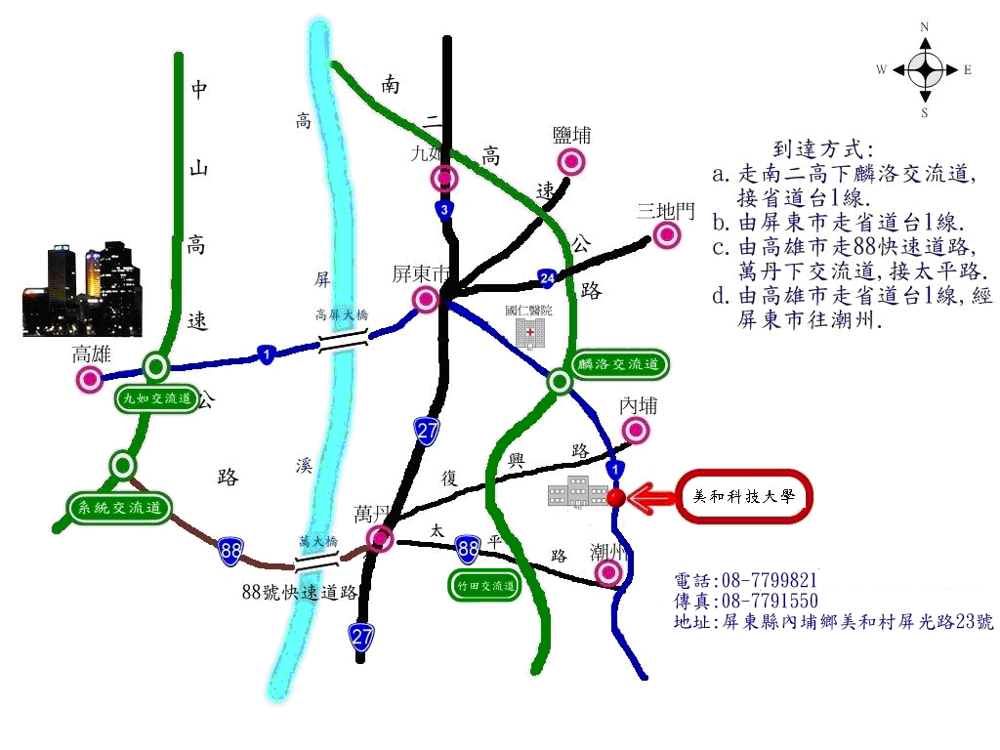 N
W E
S
中山高速公路
南二高速公路
高屏溪
九如
鹽埔
三地門
屏東市
高雄
3
24
國仁醫院
高屏大橋
1
九如交流道
麟洛交流道
內埔
27
復興路
1
美和科技大學
系統交流道
萬丹
88
萬大橋
太平路
88
潮州
88號快速道路
竹田交流道
27
到達方式:
a.走南二高下麟洛交流道,
接省道台1線.
b.由屏東市走省道台1線.
c.由高雄市走88快速道路,
萬丹下交流道,接太平路.
d.由高雄市走省道台1線,經
屏東市往潮州.
電話:08-7799821
傳真:08-7791550
地址:屏東縣內埔鄉美和村屏光路23號